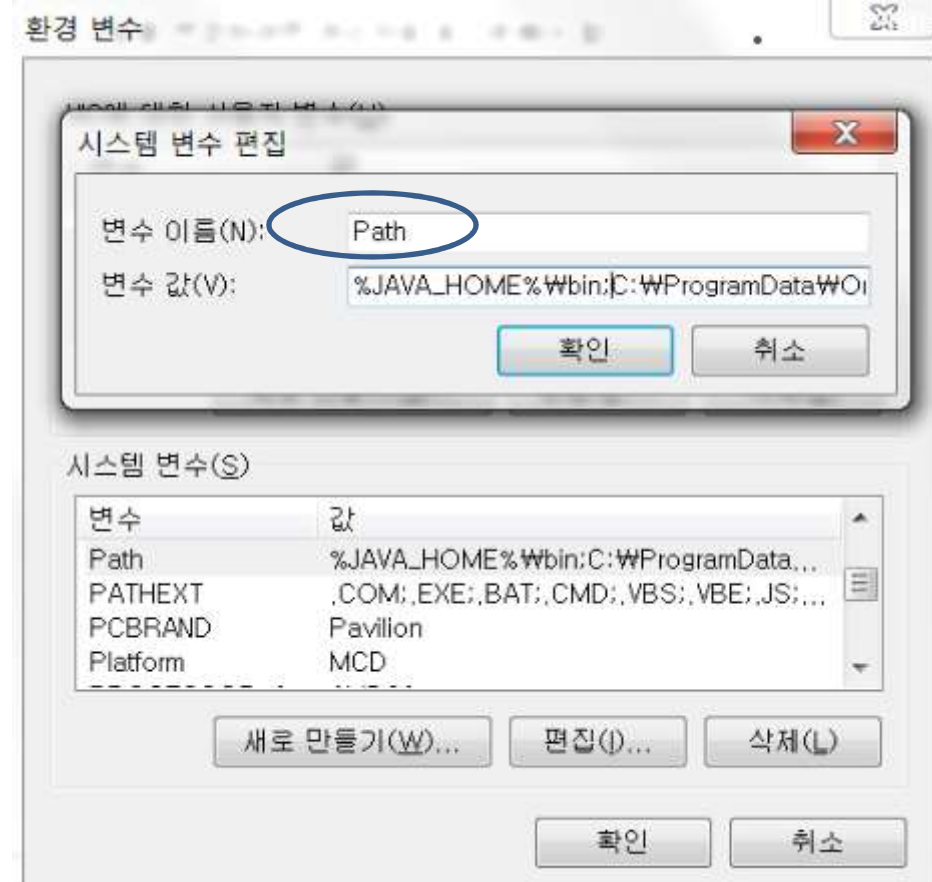 환경 변수
시스템 변수 편집
변수 이름(N): Path
변수 값(V): %JAVA_HOME%₩bin;C:₩ProgramData₩Or
확인 취소
시스템 변수(S)
변수 값
Path %JAVA_HOME%₩bin;C:₩ProgramData...
PATHEXT .COM;.EXE;.BAT;.CMD;.VBS;.VBE;.JS;...
PCBRAND Pavilion
Platform MCD
새로 만들기(W)... 편집(I)... 삭제(L)
확인 취소